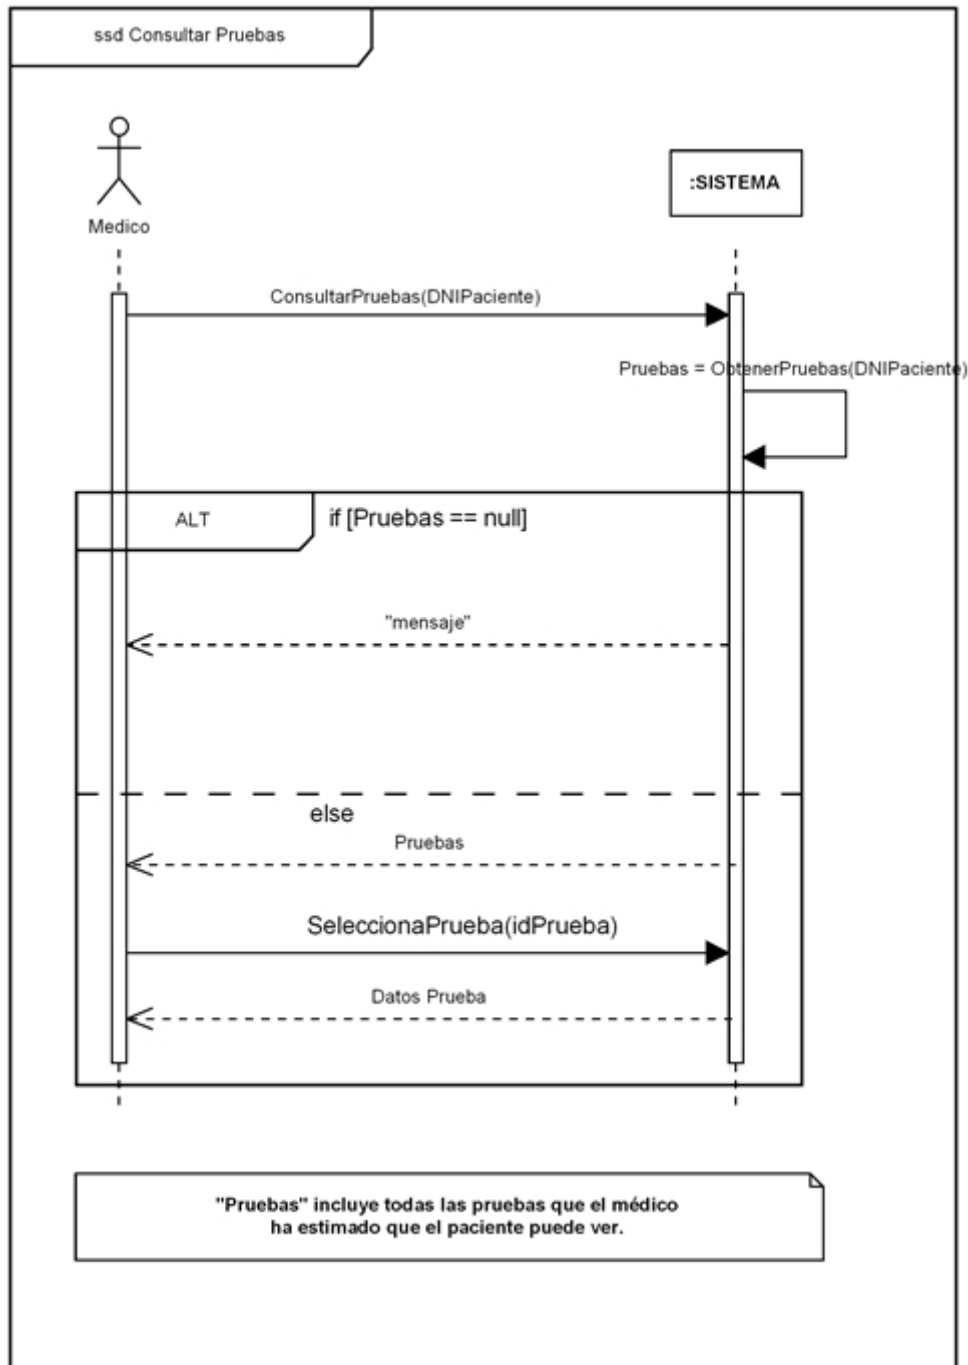 ssd Consultar Pruebas
Medico
:SISTEMA
ConsultarPruebas(DNIPaciente)
Pruebas = ObtenerPruebas(DNIPaciente)
ALT
if [Pruebas == null]
"mensaje"
else
Pruebas
SeleccionaPrueba(idPrueba)
Datos Prueba
"Pruebas" incluye todas las pruebas que el médico
ha estimado que el paciente puede ver.